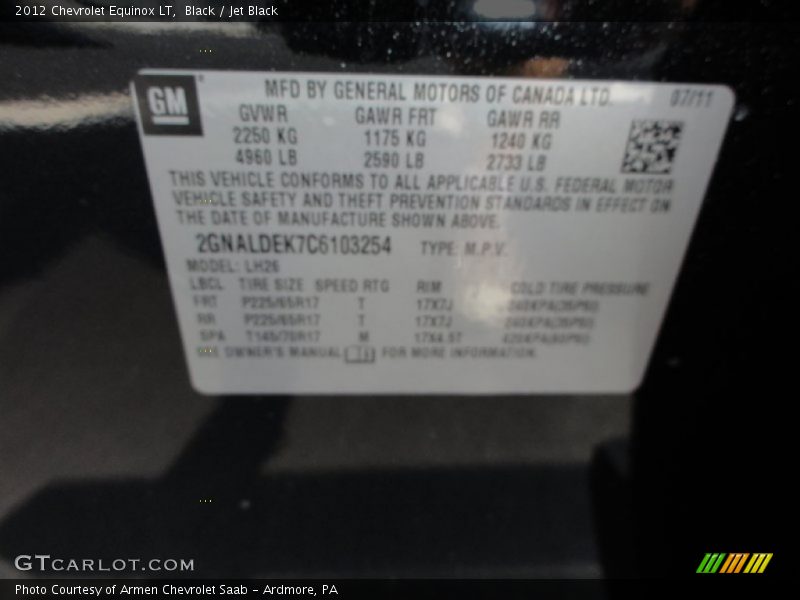 2012 Chevrolet Equinox LT, Black / Jet Black
GM
MFD BY GENERAL MOTORS OF CANADA LTD. 07/11
GVWR GAWR FRT GAWR RR
2250 KG 1175 KG 1240 KG
4960 LB 2590 LB 2733 LB
THIS VEHICLE CONFORMS TO ALL APPLICABLE U.S. FEDERAL MOTOR
VEHICLE SAFETY AND THEFT PREVENTION STANDARDS IN EFFECT ON
THE DATE OF MANUFACTURE SHOWN ABOVE.
2GNALDEK7C6103254 TYPE: M.P.V.
MODEL: LH26
LBCL TIRE SIZE SPEED RTG RIM COLD TIRE PRESSURE
FRT P225/65R17 T 17X7J
RR P225/65R17 T 17X7J
SPA T145/70R17 M 17X4.5T
OWNER'S MANUAL FOR MORE INFORMATION.
GTCARLOT.COM
Photo Courtesy of Armen Chevrolet Saab - Ardmore, PA